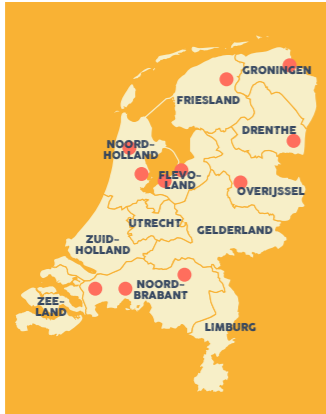 GRONINGEN
FRIESLAND
DRENTHE
NOORD-
HOLLAND
FLEVO-
LAND
OVERIJSSEL
UTRECHT
GELDERLAND
ZUID-
HOLLAND
NOORD-
BRABANT
ZEE-
LAND
LIMBURG